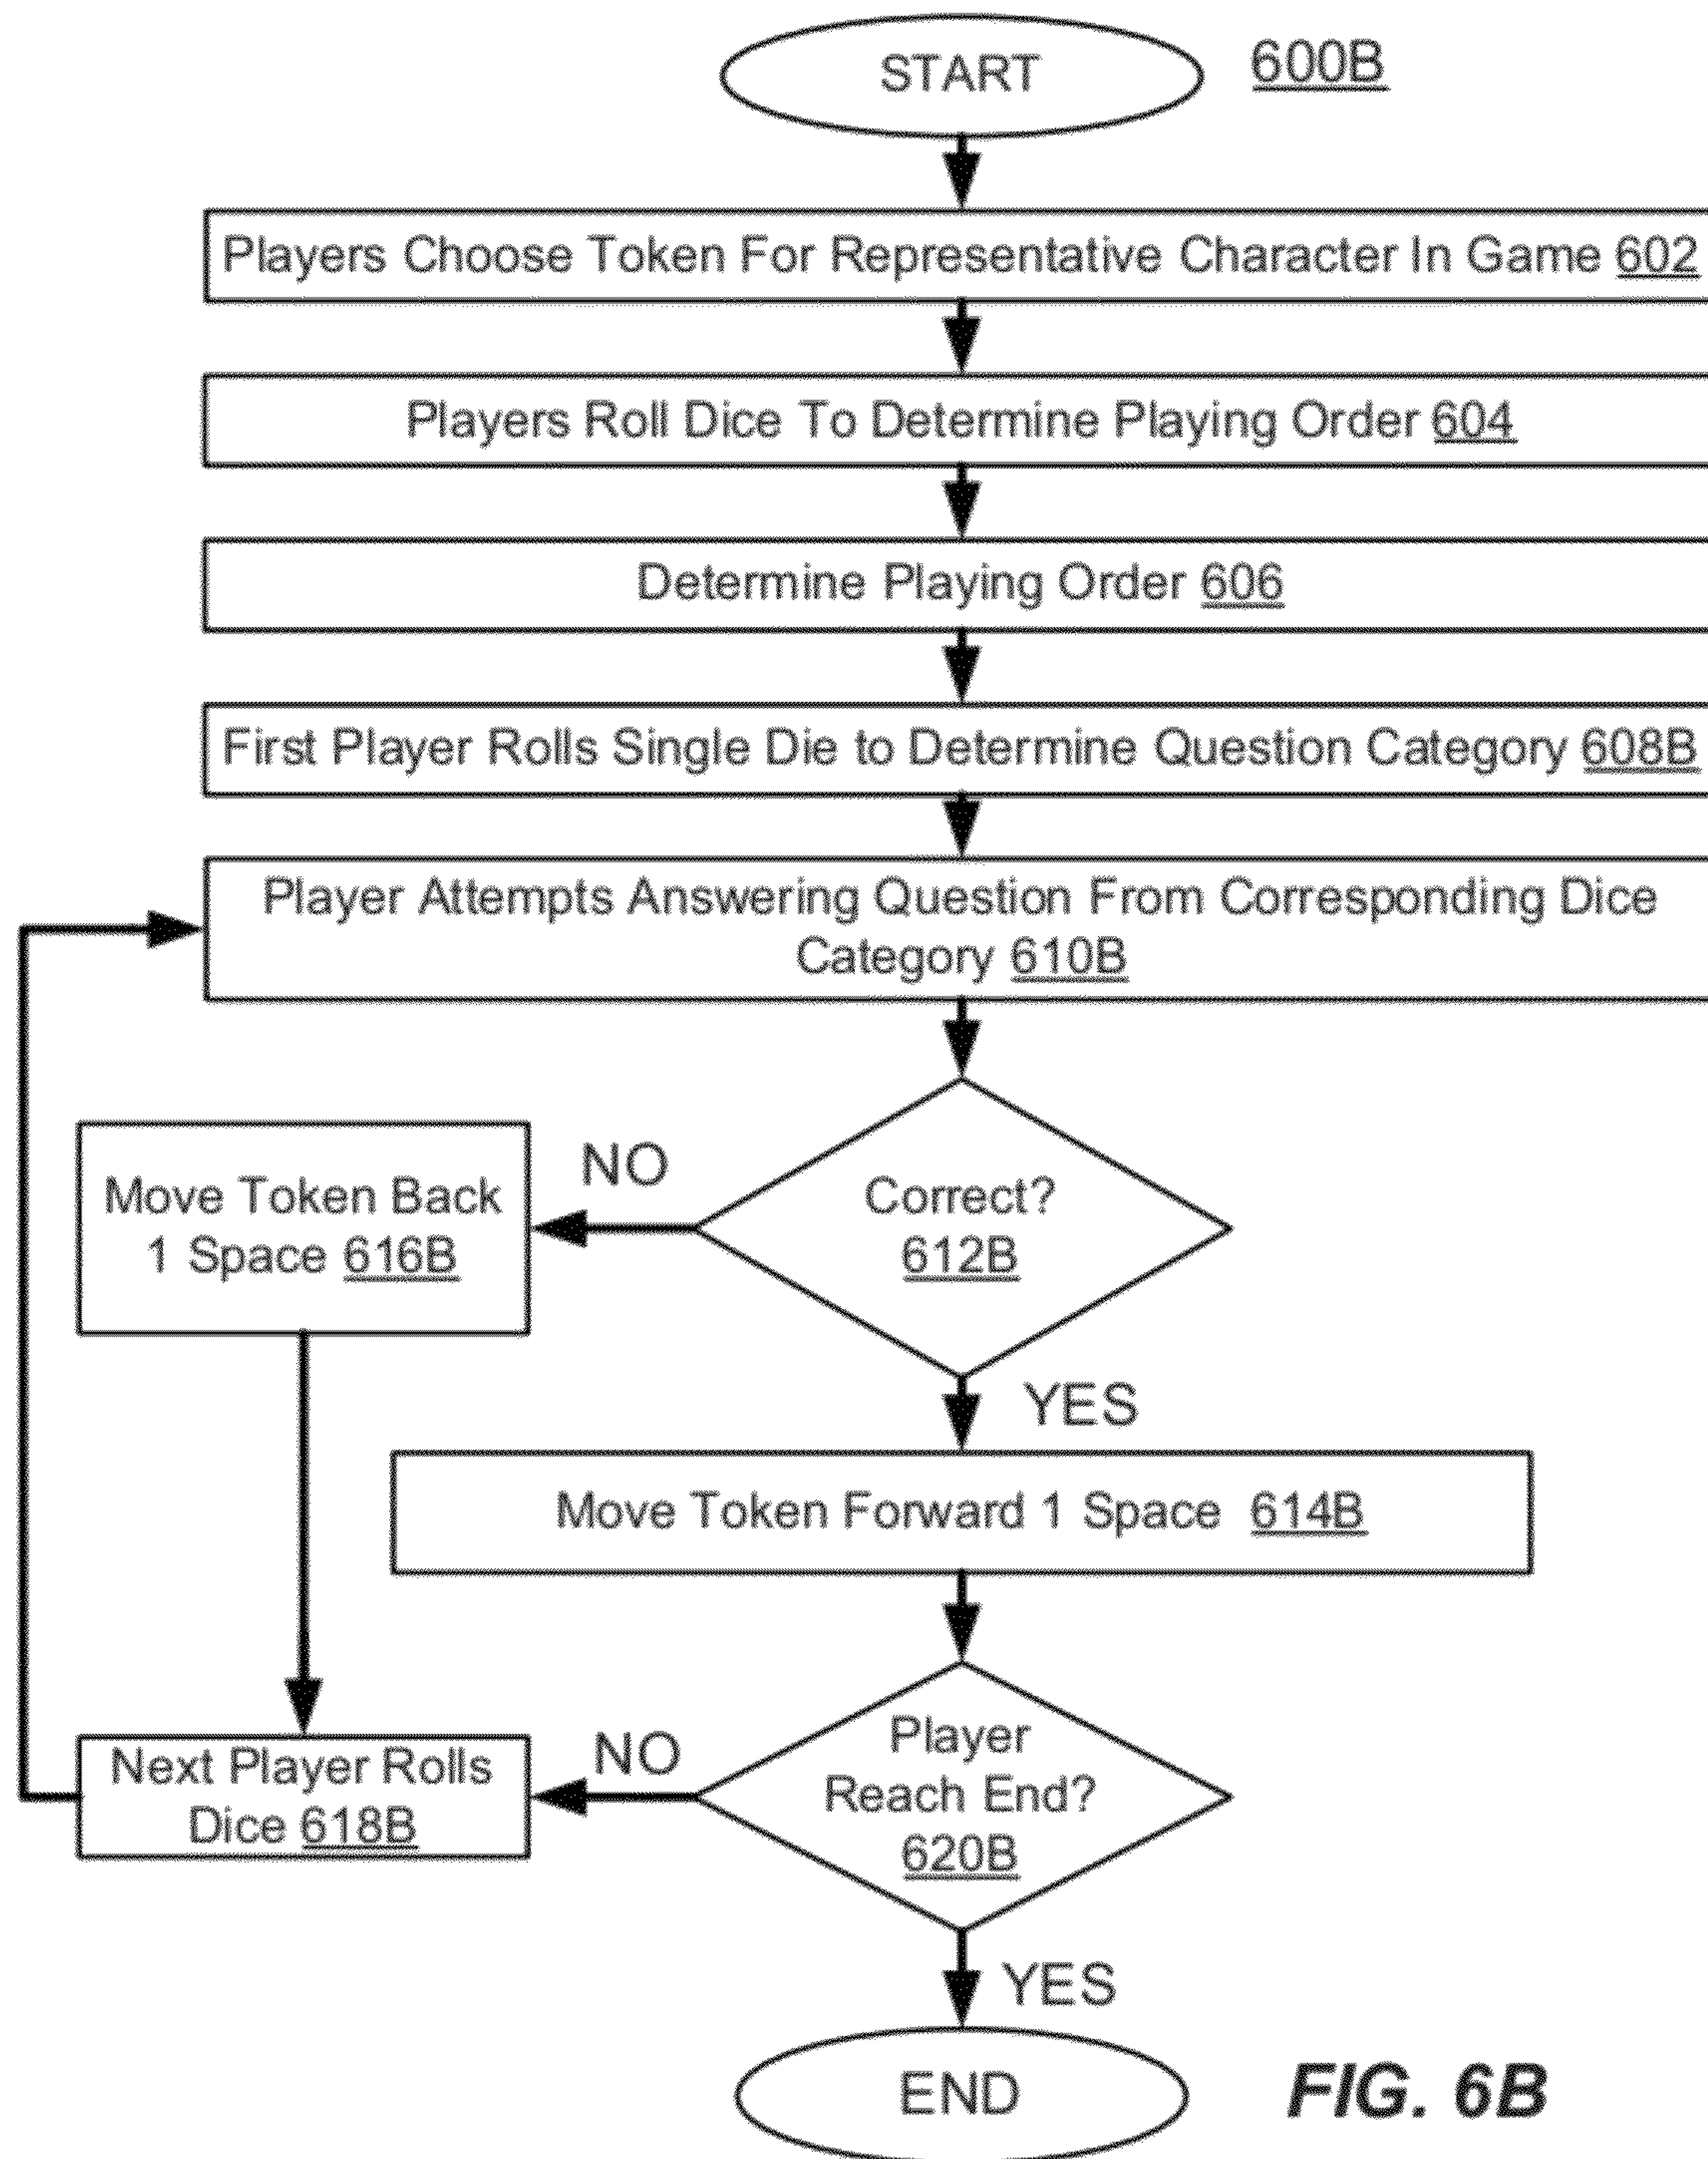 START
600B
Players Choose Token For Representative Character In Game 602
Players Roll Dice To Determine Playing Order 604
Determine Playing Order 606
First Player Rolls Single Die to Determine Question Category 608B
Player Attempts Answering Question From Corresponding Dice
Category 610B
NO
Correct?
612B
Move Token Back
1 Space 616B
YES
Move Token Forward 1 Space 614B
Player
Reach End?
620B
NO
Next Player Rolls
Dice 618B
YES
END
FIG. 6B